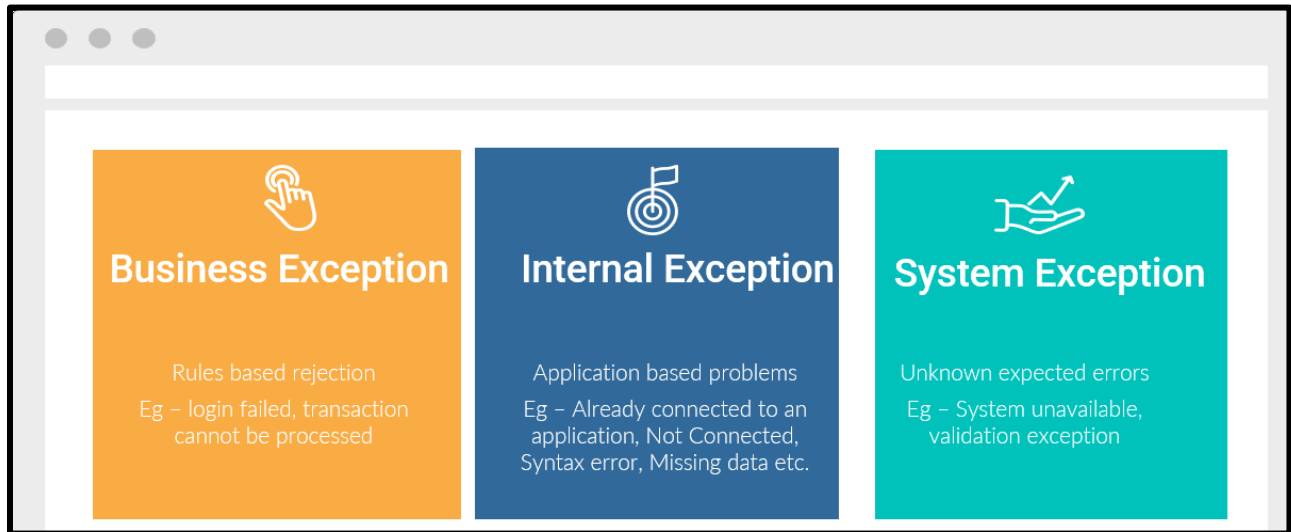 Business Exception
Rules based rejection
Eg – login failed, transaction
cannot be processed
Internal Exception
Application based problems
Eg – Already connected to an
application, Not Connected,
Syntax error, Missing data etc.
System Exception
Unknown expected errors
Eg – System unavailable,
validation exception